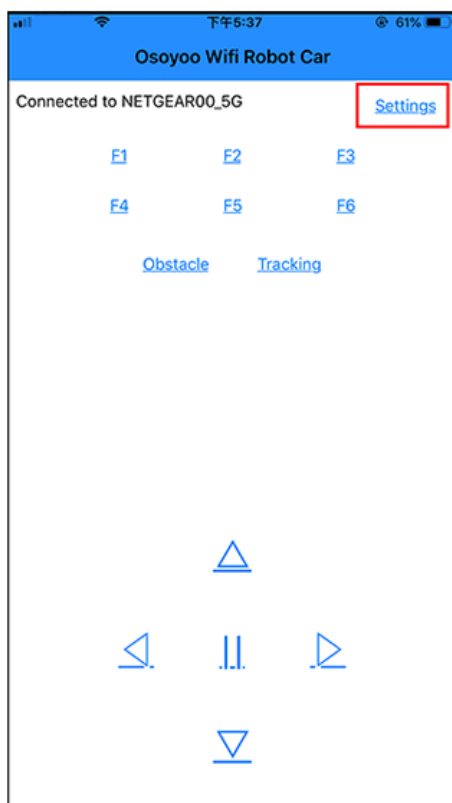 下午5:37 61%
Osoyoo Wifi Robot Car
Connected to NETGEAR00_5G Settings
F1 F2 F3
F4 F5 F6
Obstacle Tracking